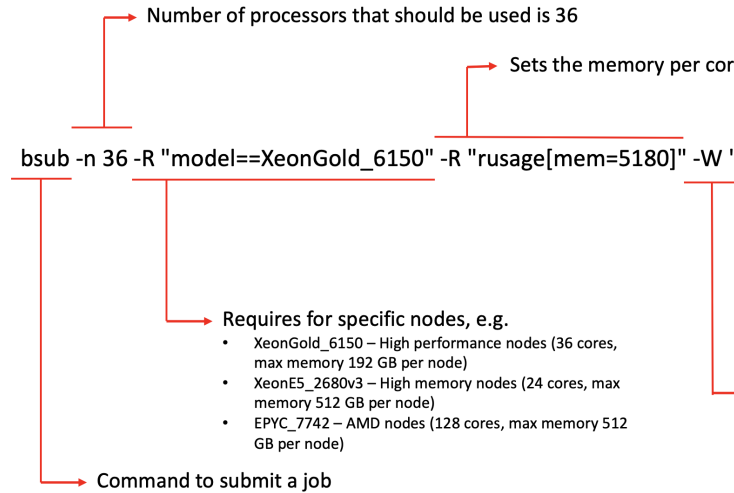 Number of processors that should be used is 36
Sets the memory per cor
bsub -n 36 -R "model==XeonGold_6150" -R "rusage[mem=5180]" -W '
Requires for specific nodes, e.g.
• XeonGold_6150 – High performance nodes (36 cores,
max memory 192 GB per node)
• XeonE5_2680v3 – High memory nodes (24 cores, max
memory 512 GB per node)
• EPYC_7742 – AMD nodes (128 cores, max memory 512
GB per node)
Command to submit a job